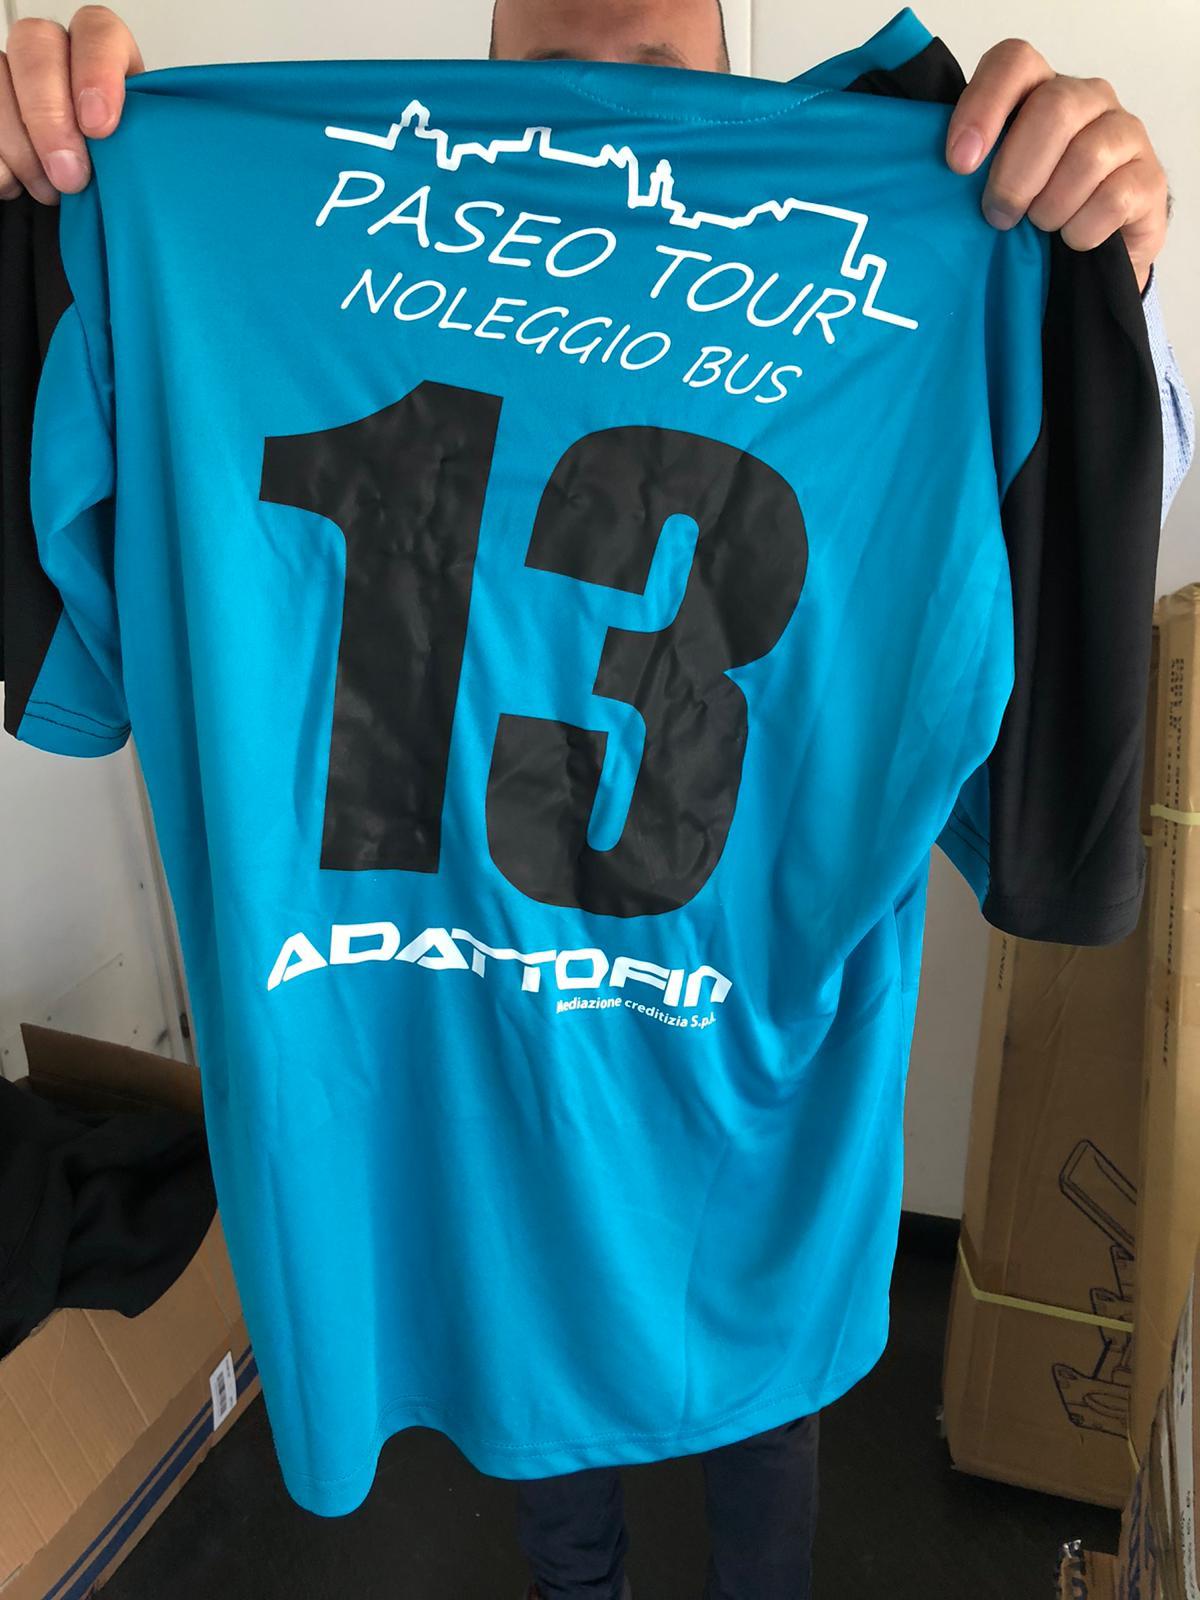 PASEO TOUR
NOLEGGIO BUS
13
ADATTOFIN
Mediazione creditizia S.p.A.